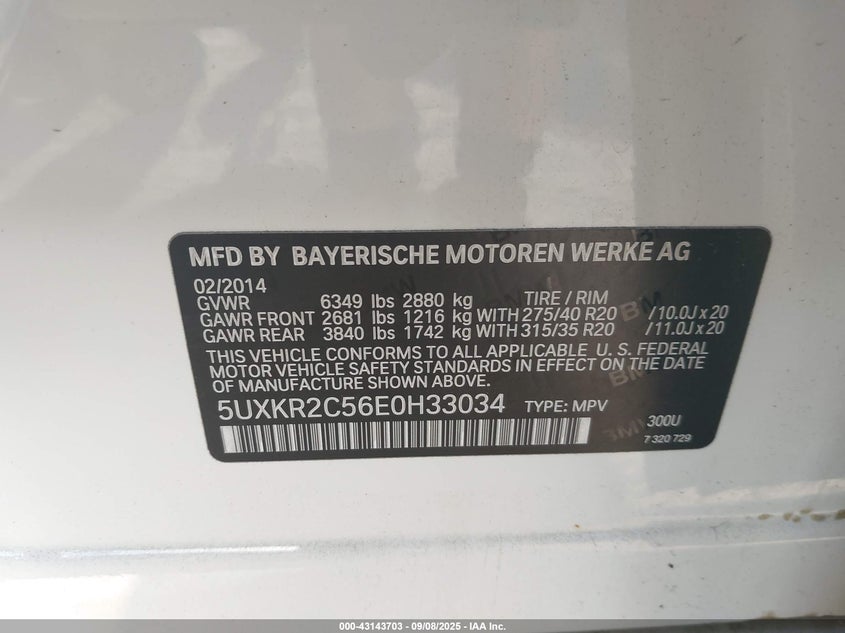 MFD BY BAYERISCHE MOTOREN WERKE AG
02/2014
GVWR 6349 lbs 2880 kg TIRE / RIM
GAWR FRONT 2681 lbs 1216 kg WITH 275/40 R20 /10.0J x 20
GAWR REAR 3840 lbs 1742 kg WITH 315/35 R20 /11.0J x 20
THIS VEHICLE CONFORMS TO ALL APPLICABLE U. S. FEDERAL
MOTOR VEHICLE SAFETY STANDARDS IN EFFECT ON THE DATE
OF MANUFACTURE SHOWN ABOVE.
5UXKR2C56E0H33034 TYPE: MPV
300U
7 320 729
000-43143703 - 09/08/2025 - IAA Inc.